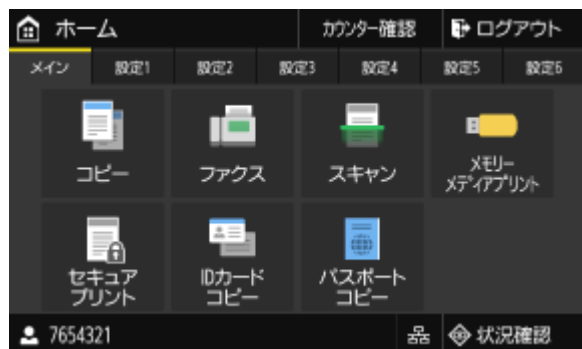 ホーム
カウンター確認
ログアウト
メイン
設定1
設定2
設定3
設定4
設定5
設定6
コピー
ファクス
スキャン
メモリー
メディアプリント
セキュア
プリント
IDカード
コピー
パスポート
コピー
7654321
状況確認